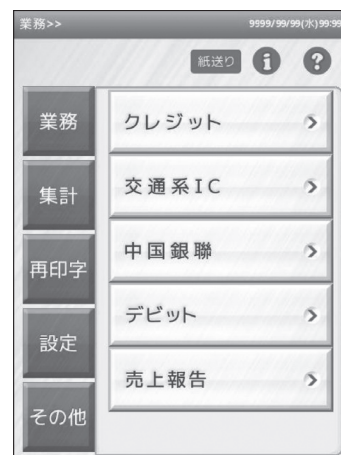 業務>> 9999/99/99(水)99:99
紙送り i ?
業務
集計
再印字
設定
その他
クレジット
交通系IC
中国銀聯
デビット
売上報告